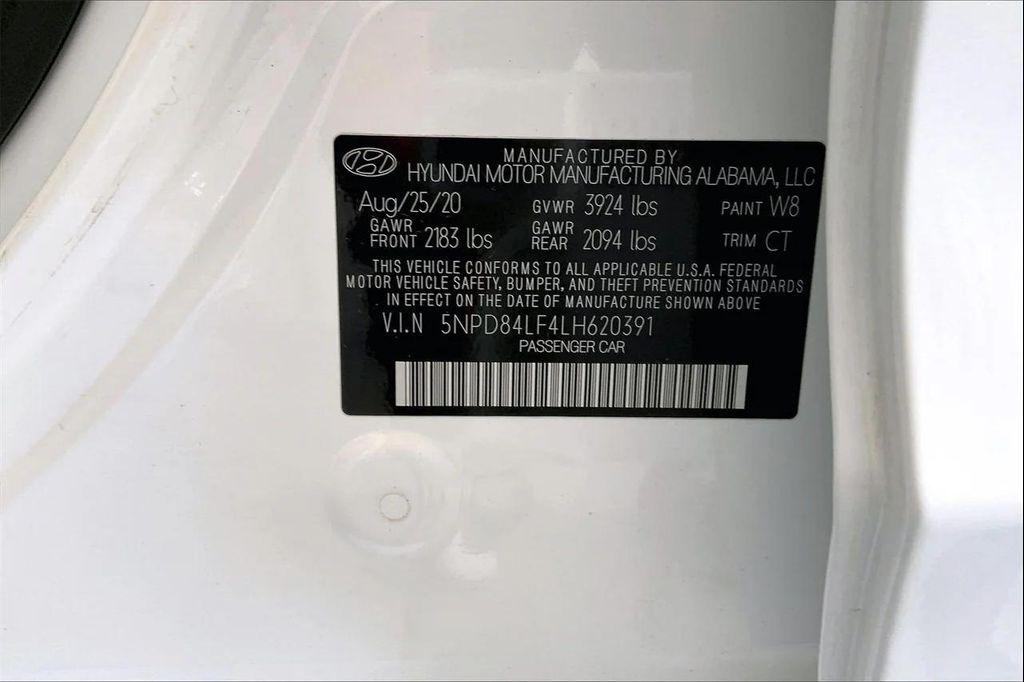 MANUFACTURED BY
HYUNDAI MOTOR MANUFACTURING ALABAMA, LLC
Aug/25/20 GVWR 3924 lbs PAINT W8
GAWR FRONT 2183 lbs GAWR REAR 2094 lbs TRIM CT
THIS VEHICLE CONFORMS TO ALL APPLICABLE U.S.A. FEDERAL
MOTOR VEHICLE SAFETY, BUMPER, AND THEFT PREVENTION STANDARDS
IN EFFECT ON THE DATE OF MANUFACTURE SHOWN ABOVE
V.I.N 5NPD84LF4LH620391
PASSENGER CAR